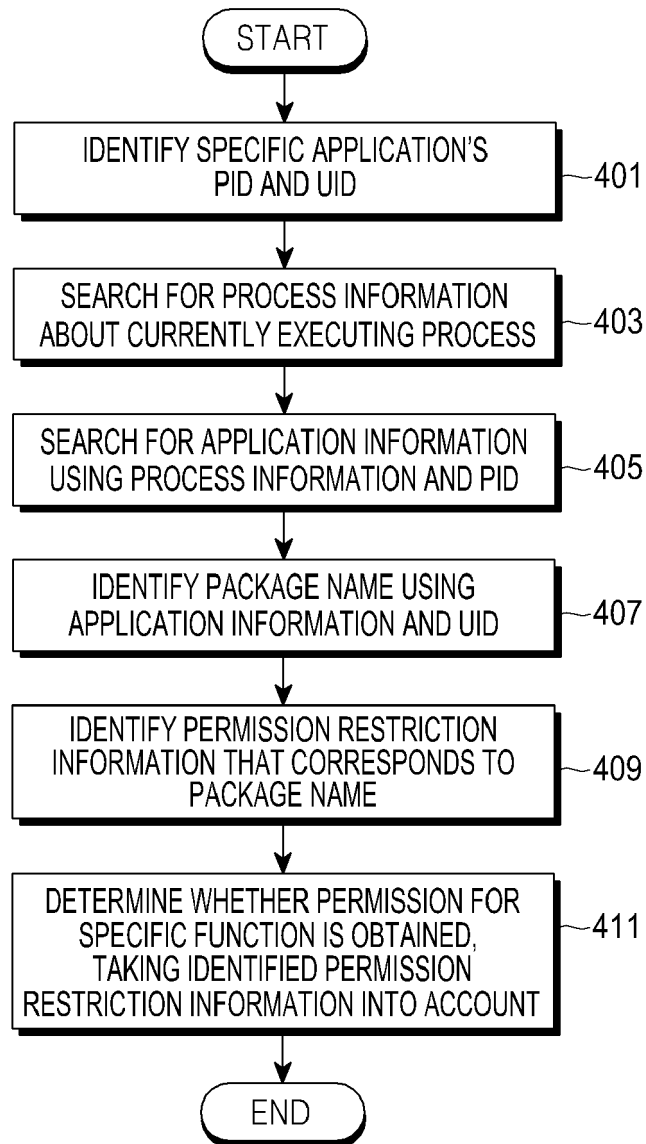 START
IDENTIFY SPECIFIC APPLICATION'S
PID AND UID
401
SEARCH FOR PROCESS INFORMATION
ABOUT CURRENTLY EXECUTING PROCESS
403
SEARCH FOR APPLICATION INFORMATION
USING PROCESS INFORMATION AND PID
405
IDENTIFY PACKAGE NAME USING
APPLICATION INFORMATION AND UID
407
IDENTIFY PERMISSION RESTRICTION
INFORMATION THAT CORRESPONDS TO
PACKAGE NAME
409
DETERMINE WHETHER PERMISSION FOR
SPECIFIC FUNCTION IS OBTAINED,
TAKING IDENTIFIED PERMISSION
RESTRICTION INFORMATION INTO ACCOUNT
411
END